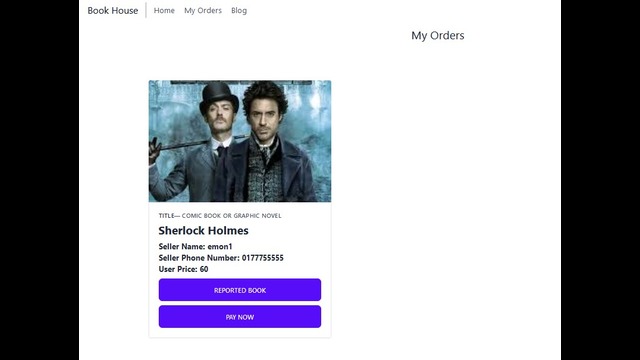 Book House Home My Orders Blog
My Orders
TITLE— COMIC BOOK OR GRAPHIC NOVEL
Sherlock Holmes
Seller Name: emon1
Seller Phone Number: 0177755555
User Price: 60
REPORTED BOOK
PAY NOW